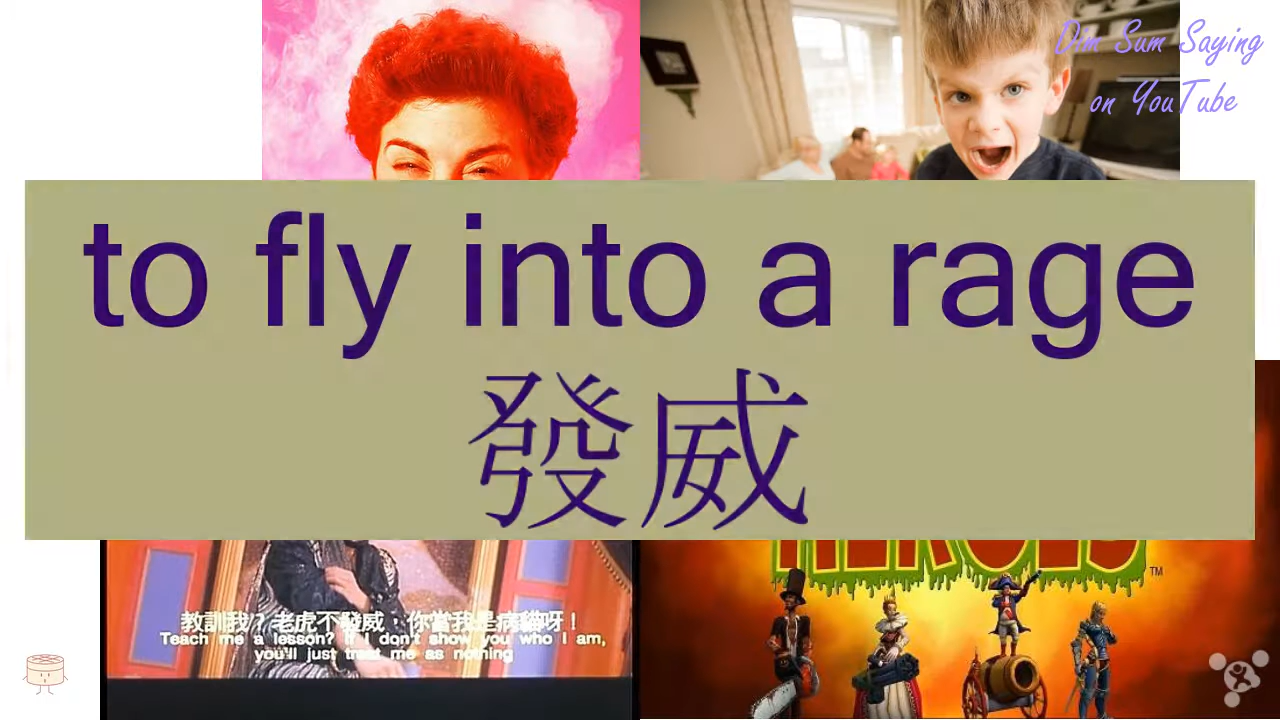 Dim Sum Saying
on YouTube
to fly into a rage
發威
HEROES
TM
教訓我?老虎不發威,你當我是病貓呀!
Teach me a lesson? If I don't show you who I am,
you'll just treat me as nothing